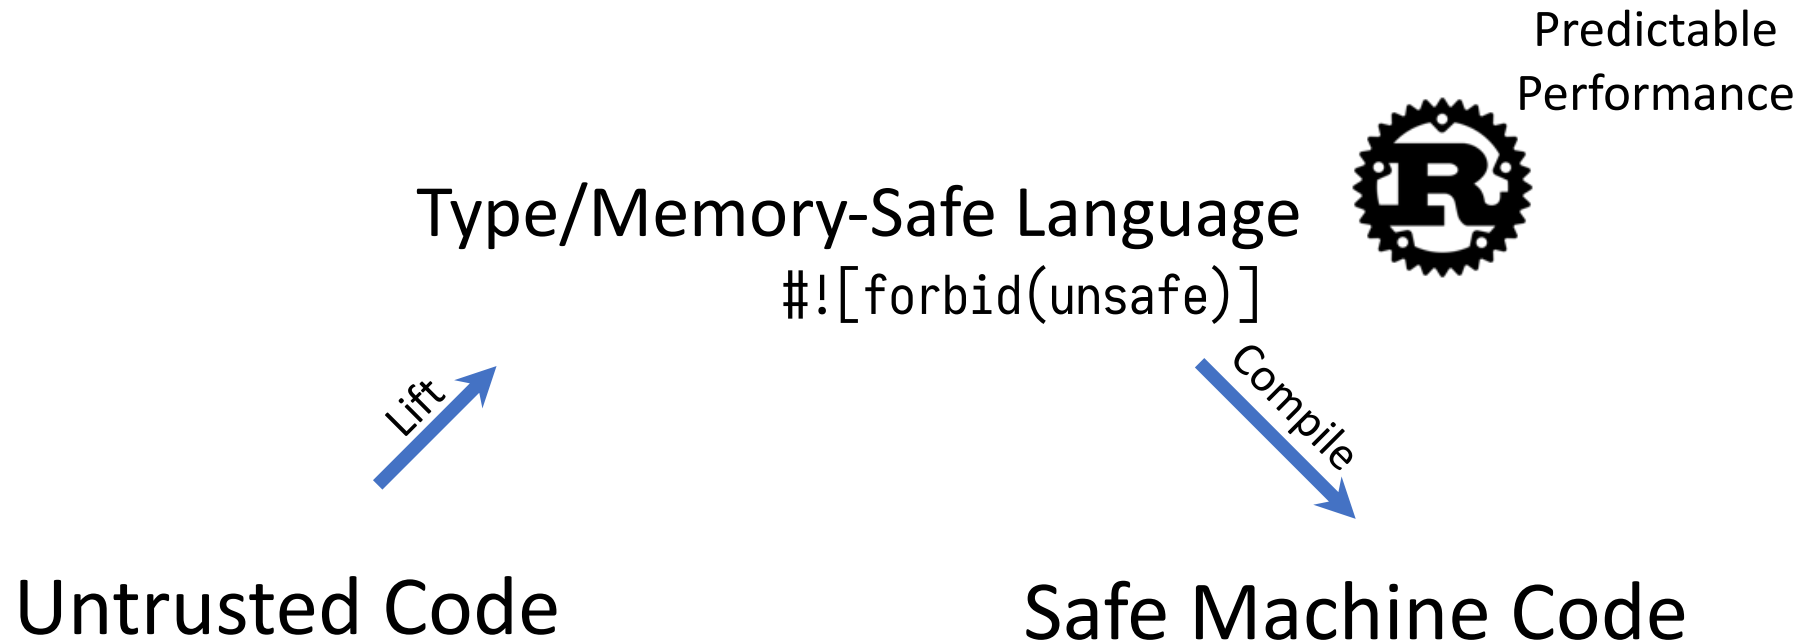 Predictable
Performance
R
Type/Memory-Safe Language
#![forbid(unsafe)]
Lift
Compile
Untrusted Code
Safe Machine Code